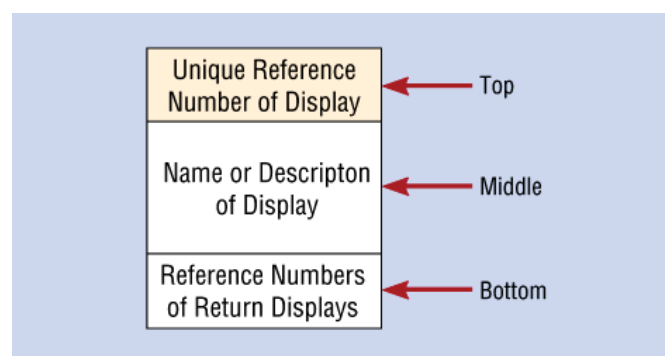 Unique Reference
Number of Display
Top
Name or Descripton
of Display
Middle
Reference Numbers
of Return Displays
Bottom